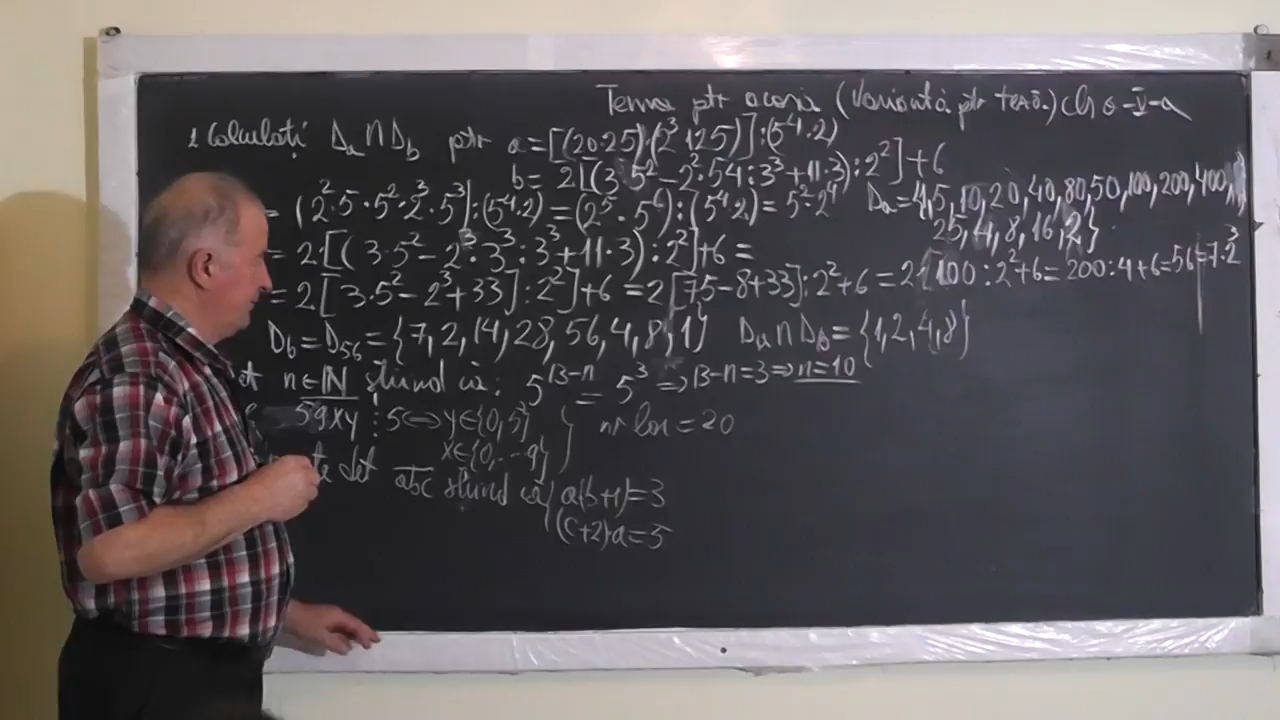 Tema ptr acasă (Variantă ptr teză.) cls a-V-a
1 Calculați Da∩Db ptr a=[(20·25)·(2³·125)]:(5⁴·2)
b=2[(3·5²-2²·54:3³+11·3):2²]+6
=(2²·5·5²·2³·5³):(5⁴·2)=(2⁵·5⁶):(5⁴·2)=5²·2⁴ Da={1,5,10,20,40,80,50,100,200,400,
25,4,8,16,2}
=2·[(3·5²-2³·3³:3³+11·3):2²]+6=
=2[3·5²-2³+33]:2²]+6=2[75-8+33]:2²+6=2·[100:2²+6=200:4+6=56=7·2³
Db=D56={7,2,14,28,56,4,8,1} Da∩Db={1,2,4,8}
et n∈ℕ știind că: 5^13-n=5³⇒13-n=3⇒n=10
59xy⋮5⇔y∈{0,5} nr lor=20
x∈{0,...9}
det abc știind că a(b+1)=3
(c+2)·a=5